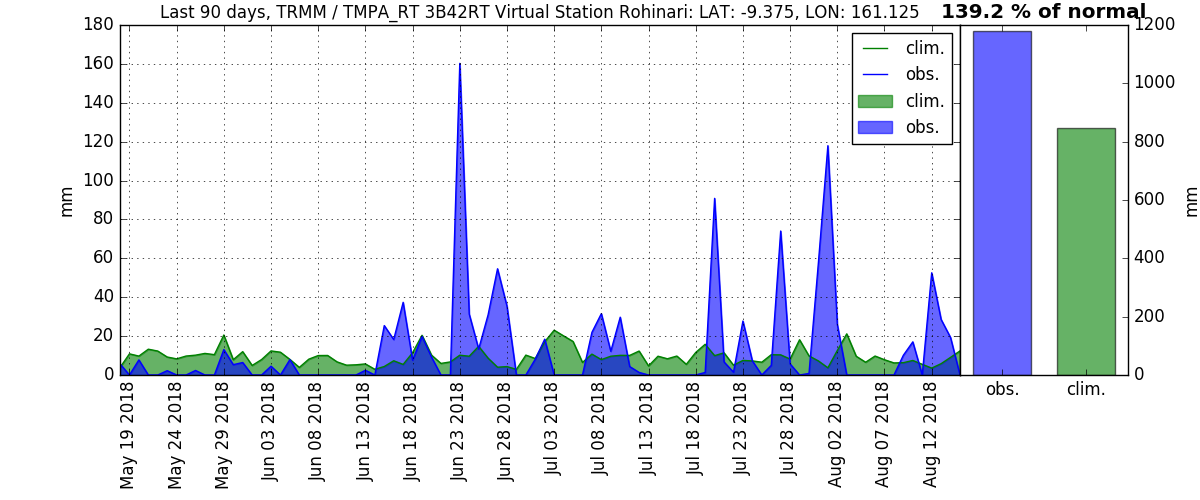 Last 90 days, TRMM / TMPA_RT 3B42RT Virtual Station Rohinari: LAT: -9.375, LON: 161.125
139.2 % of normal
180
160
140
120
100
80
60
40
20
0
mm
clim.
obs.
clim.
obs.
1200
1000
800
600
400
200
0
mm
May 19 2018
May 24 2018
May 29 2018
Jun 03 2018
Jun 08 2018
Jun 13 2018
Jun 18 2018
Jun 23 2018
Jun 28 2018
Jul 03 2018
Jul 08 2018
Jul 13 2018
Jul 18 2018
Jul 23 2018
Jul 28 2018
Aug 02 2018
Aug 07 2018
Aug 12 2018
obs.
clim.